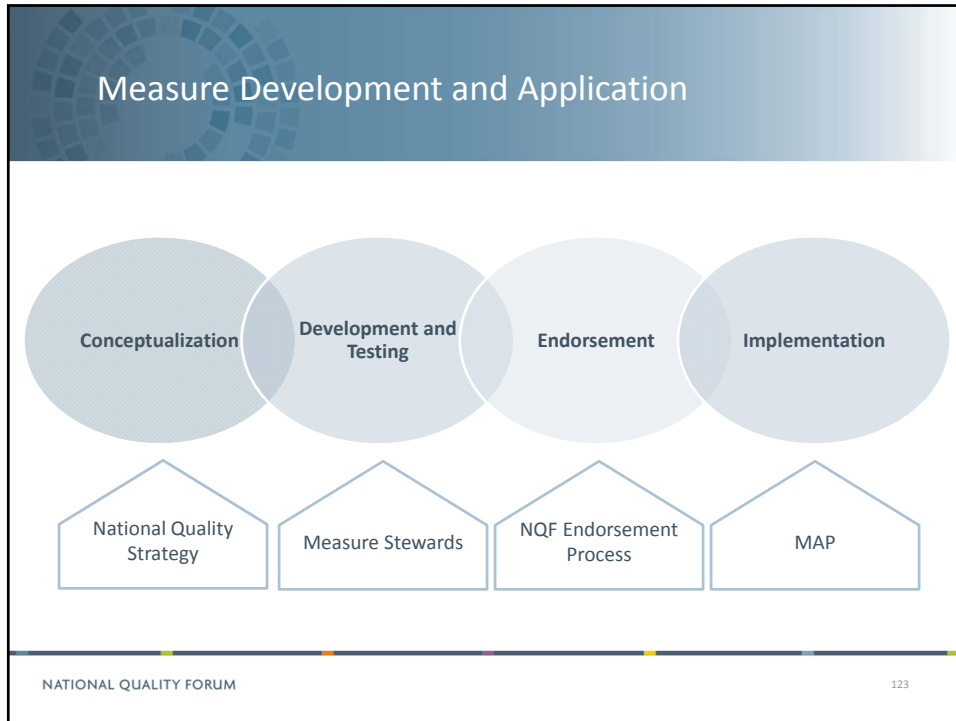 Measure Development and Application
Conceptualization
Development and
Testing
Endorsement
Implementation
National Quality
Strategy
Measure Stewards
NQF Endorsement
Process
MAP
NATIONAL QUALITY FORUM
123